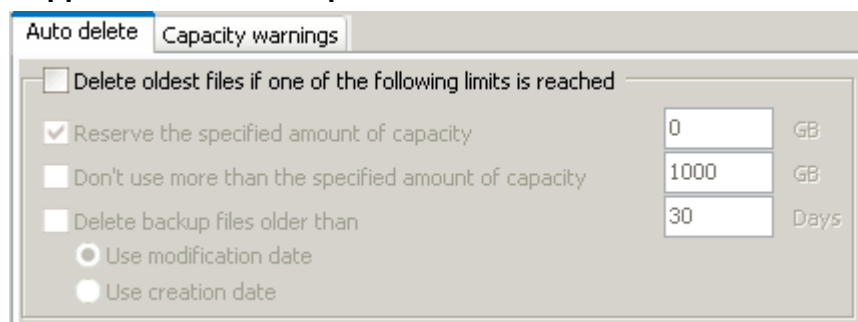 Auto delete Capacity warnings
Delete oldest files if one of the following limits is reached
Reserve the specified amount of capacity 0 GB
Don't use more than the specified amount of capacity 1000 GB
Delete backup files older than 30 Days
Use modification date
Use creation date